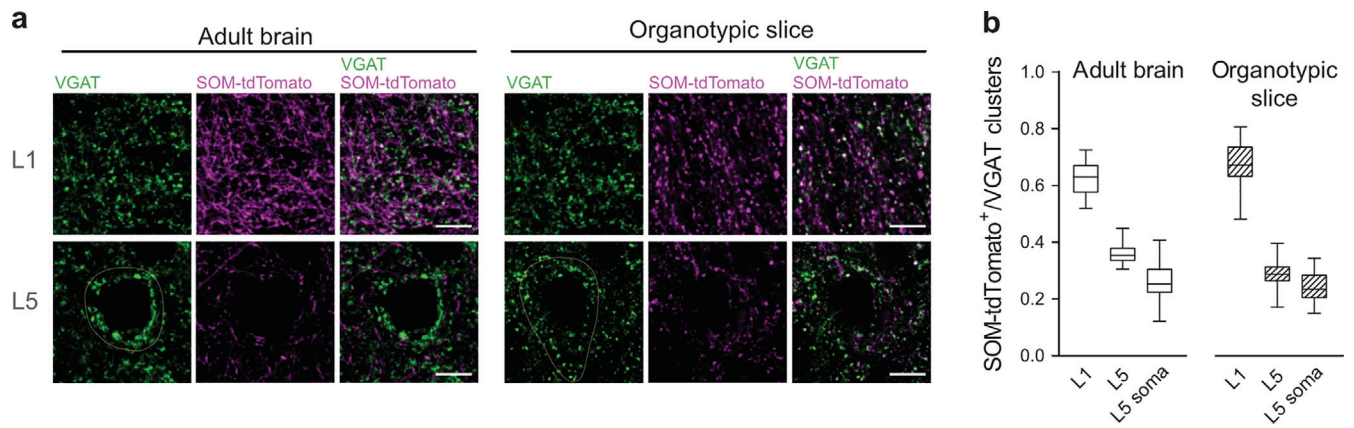 a
Adult brain
Organotypic slice
VGAT
SOM-tdTomato
VGAT
SOM-tdTomato
VGAT
SOM-tdTomato
VGAT
SOM-tdTomato
L1
L5
b
SOM-tdTomato⁺/VGAT clusters
1.0
0.8
0.6
0.4
0.2
0.0
Adult brain
Organotypic
slice
L1
L5
L5 soma
L1
L5
L5 soma